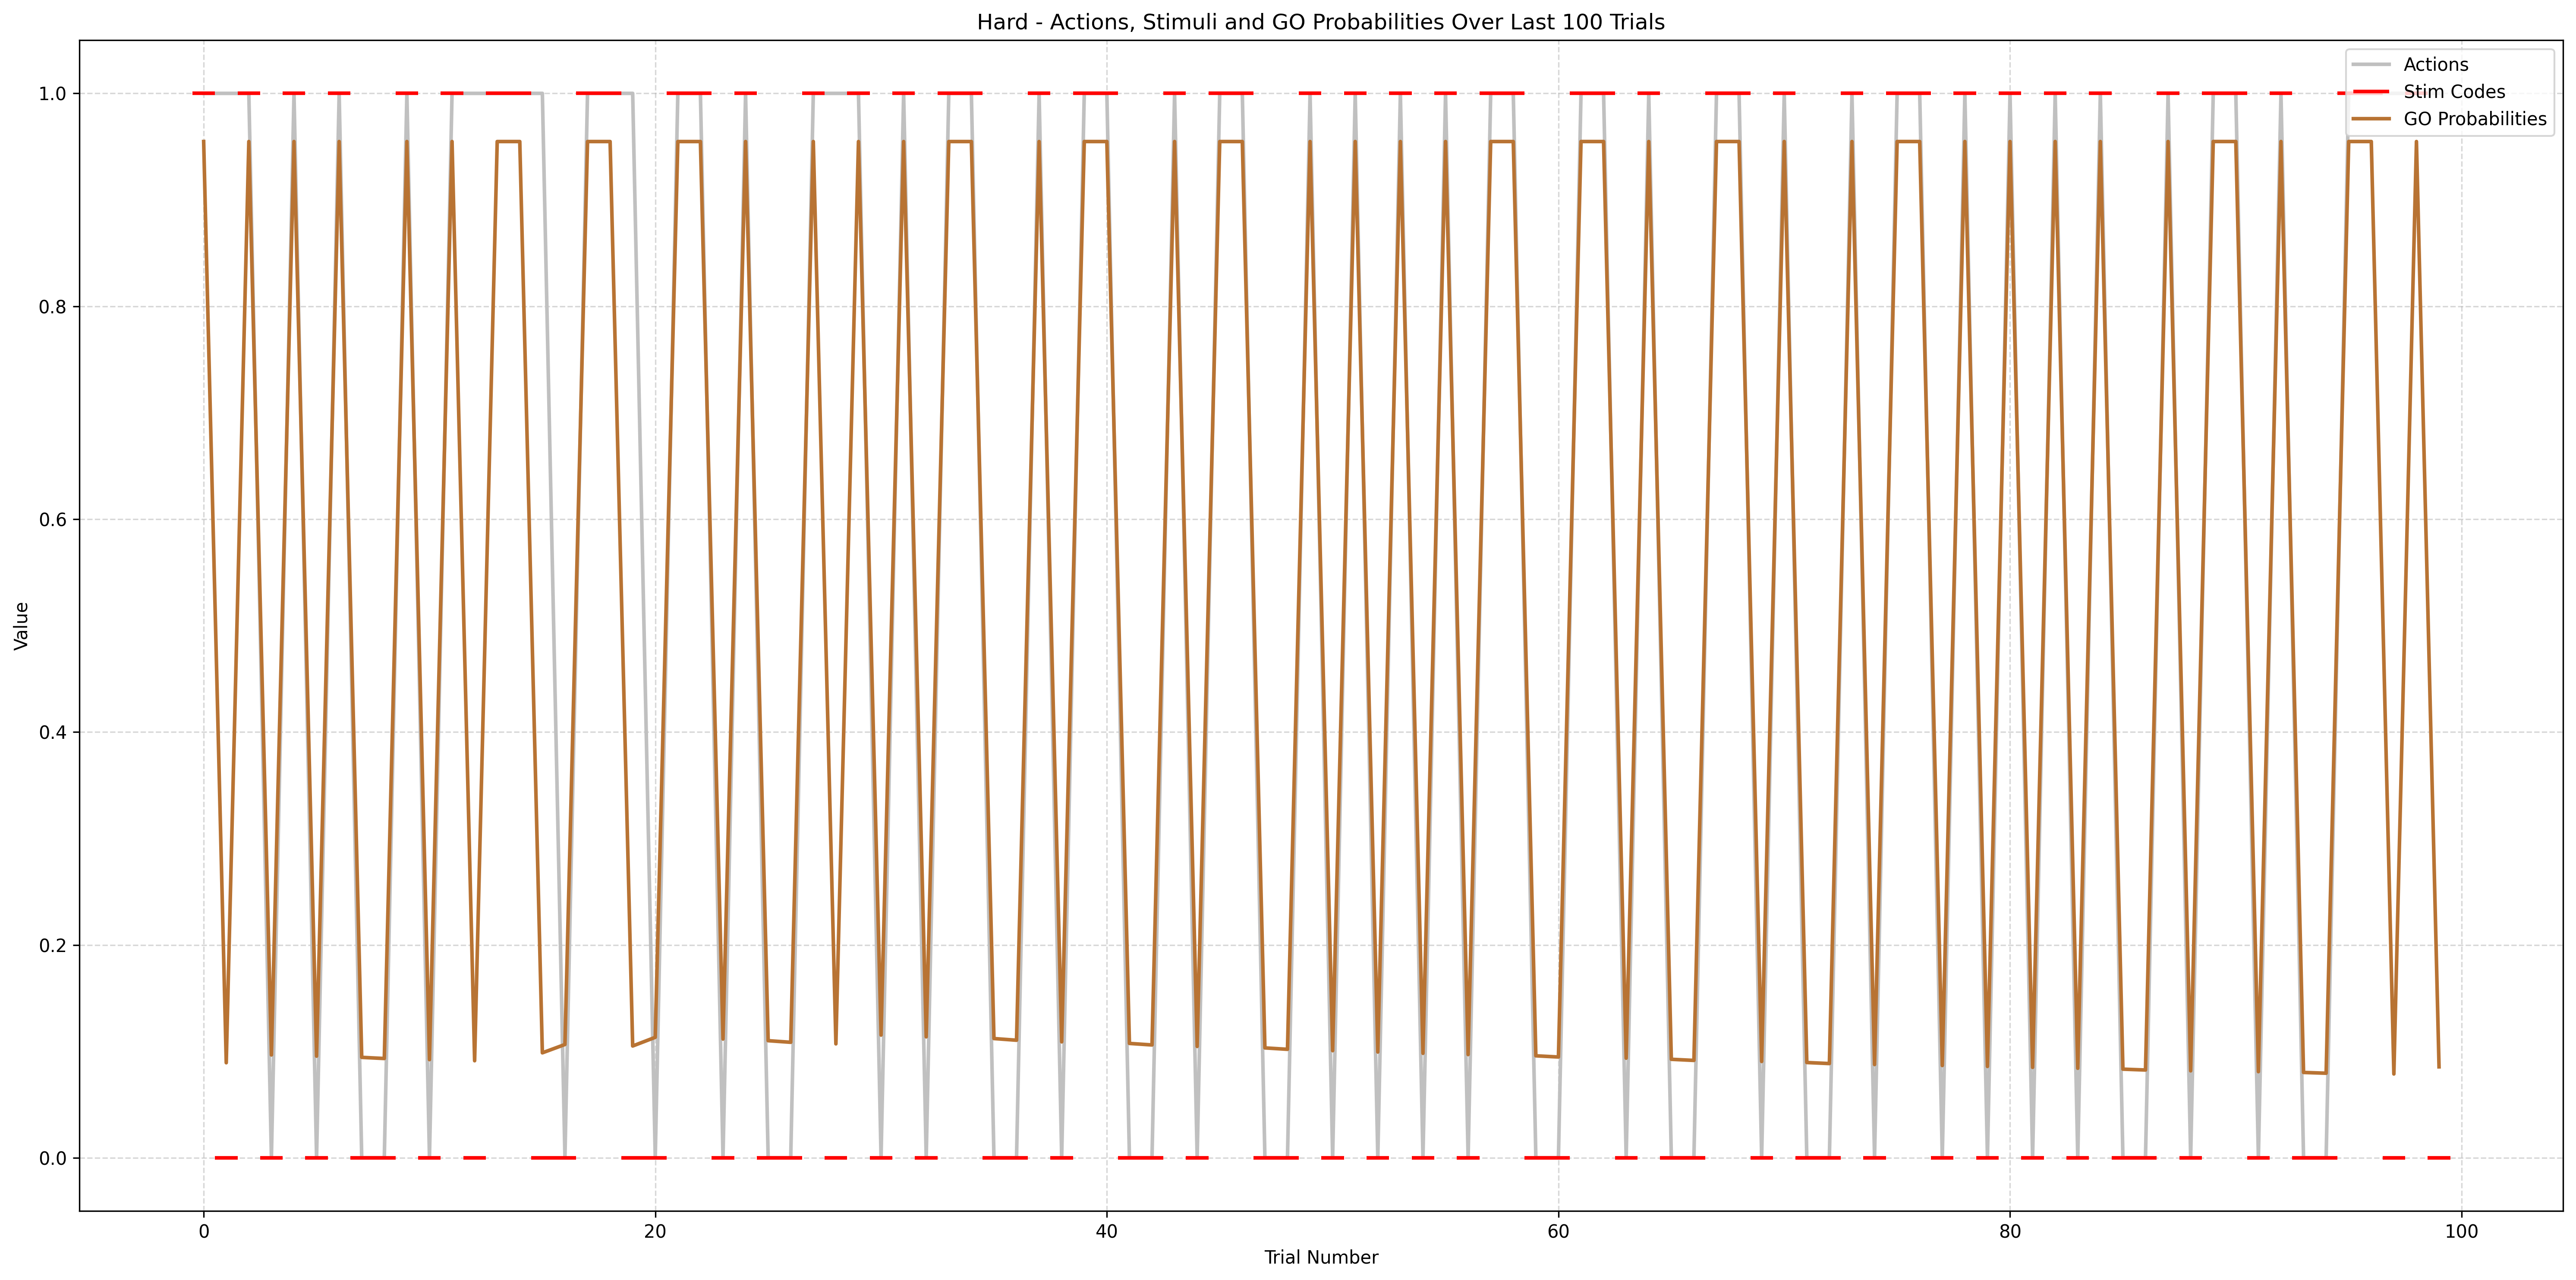 Hard - Actions, Stimuli and GO Probabilities Over Last 100 Trials
Actions
Stim Codes
GO Probabilities
1.0
0.8
0.6
0.4
0.2
0.0
Value
0
20
40
60
80
100
Trial Number